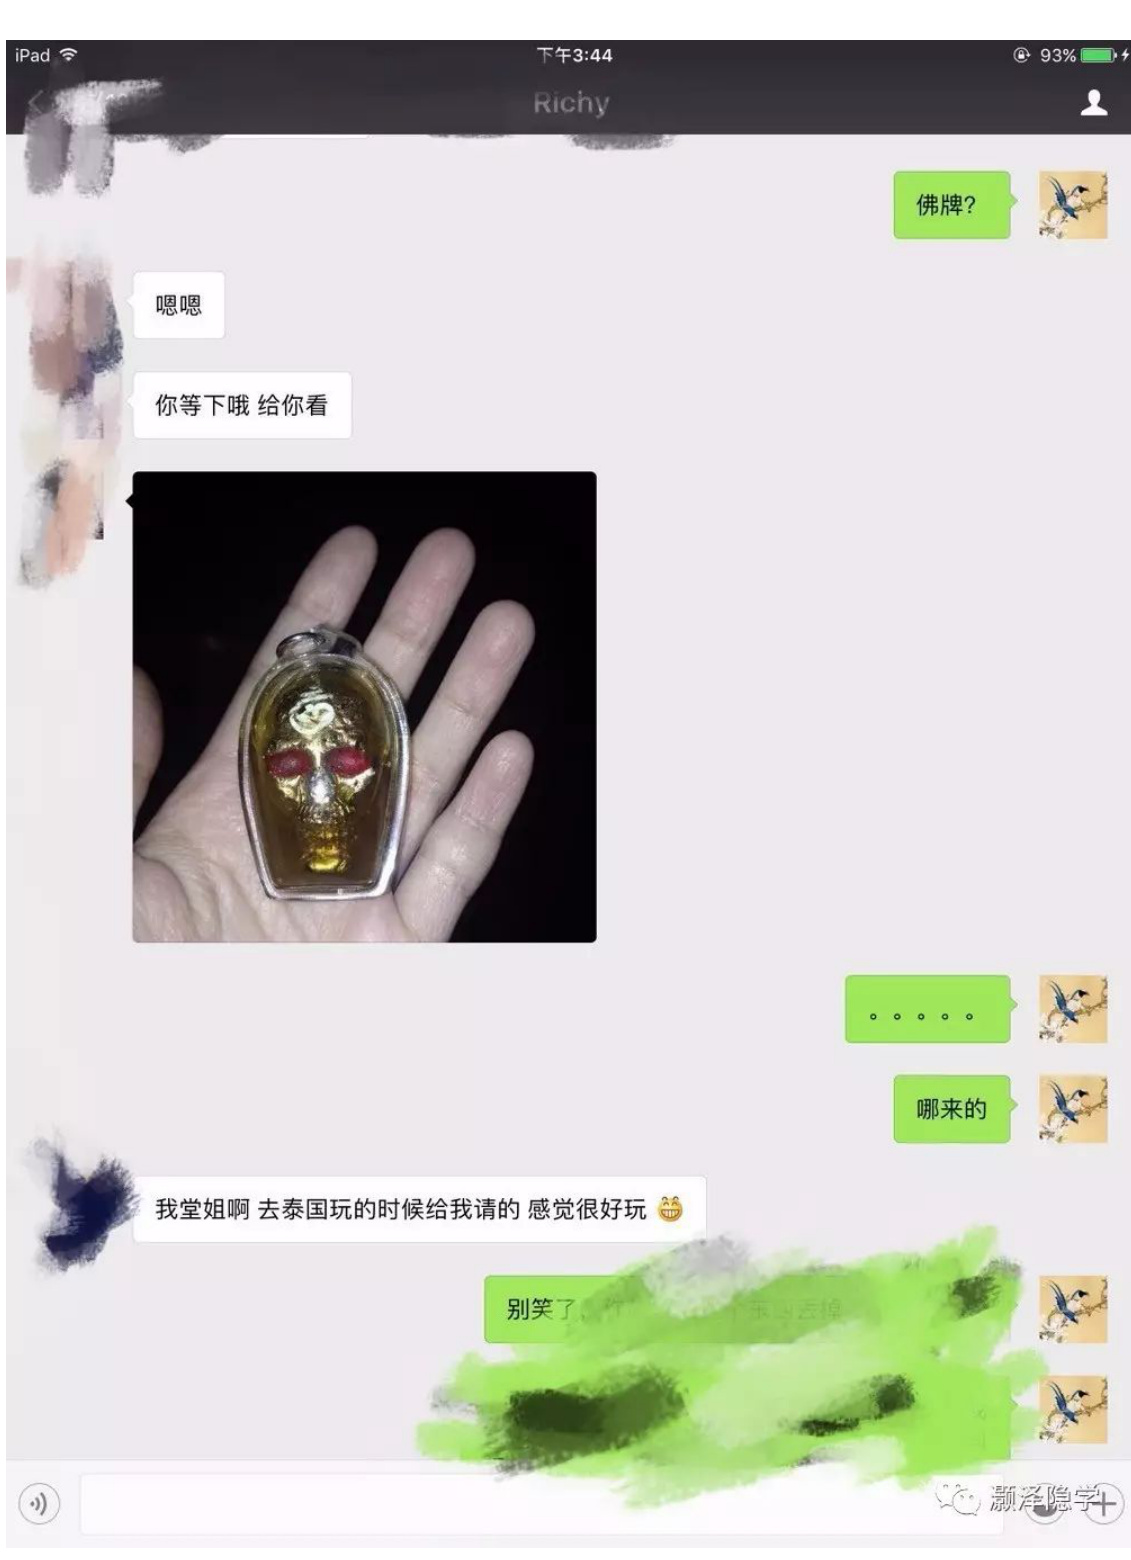 iPad
下午3:44
93%
Richy
佛牌?
嗯嗯
你等下哦 给你看
。。。。。
哪来的
我堂姐啊 去泰国玩的时候给我请的 感觉很好玩
别笑了
灏泽隐学